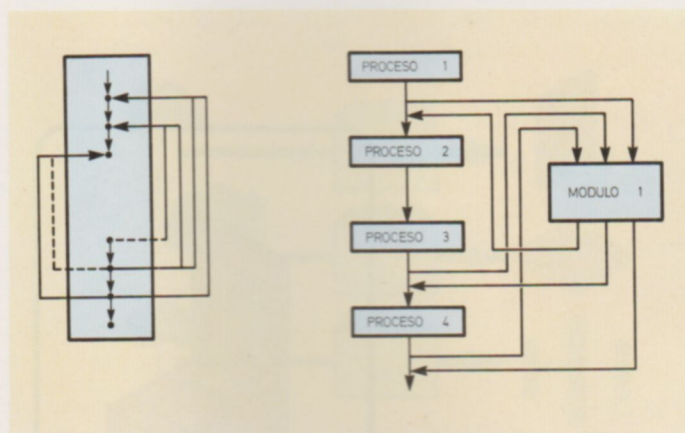 PROCESO 1
PROCESO 2
MODULO 1
PROCESO 3
PROCESO 4